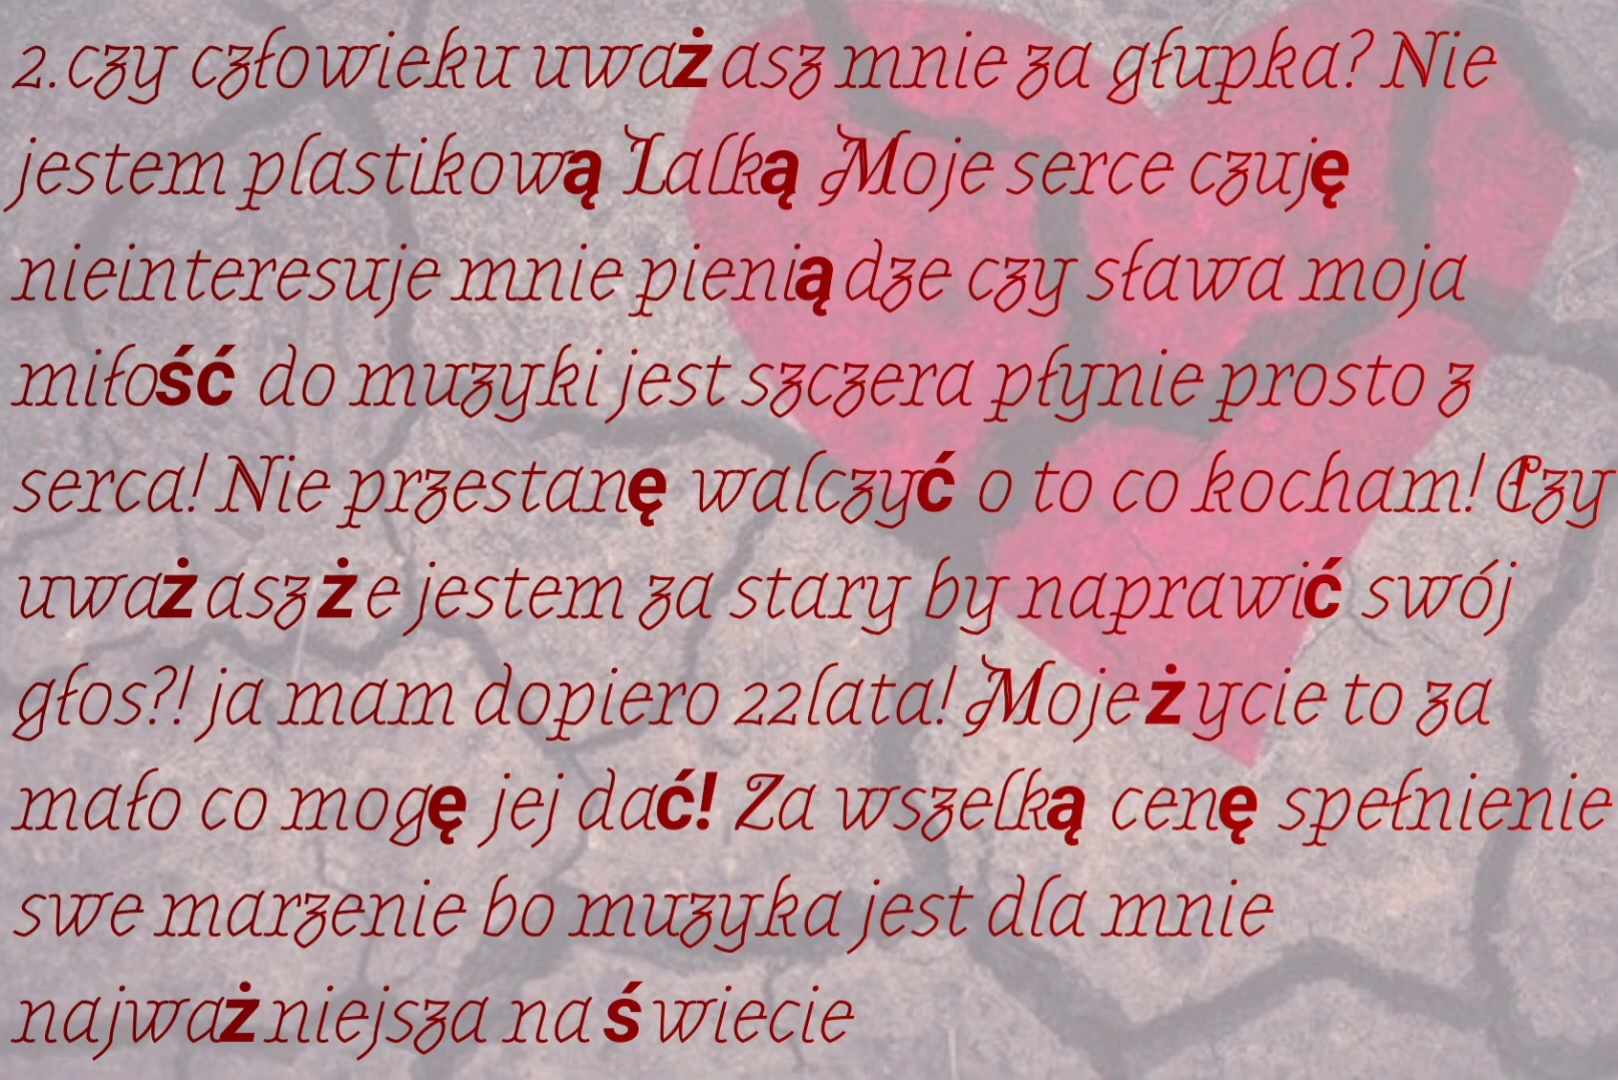 2.czy człowieku uważasz mnie za głupka? Nie
jestem plastikową Lalką Moje serce czuję
nieinteresuje mnie pieniądze czy sława moja
miłość do muzyki jest szczera płynie prosto z
serca! Nie przestanę walczyć o to co kocham! Czy
uważasz że jestem za stary by naprawić swój
głos?! ja mam dopiero 22lata! Moje życie to za
mało co mogę jej dać! Za wszelką cenę spełnienie
swe marzenie bo muzyka jest dla mnie
najważniejsza na świecie